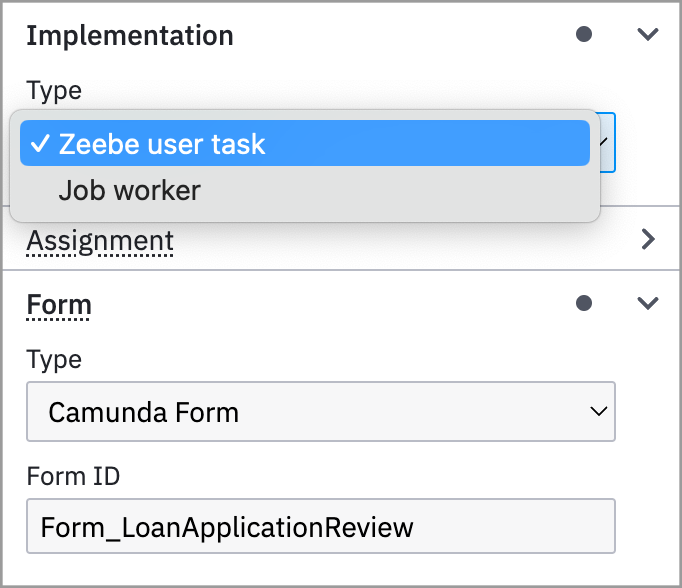 Implementation
Type
✓ Zeebe user task
Job worker
Assignment
Form
Type
Camunda Form
Form ID
Form_LoanApplicationReview